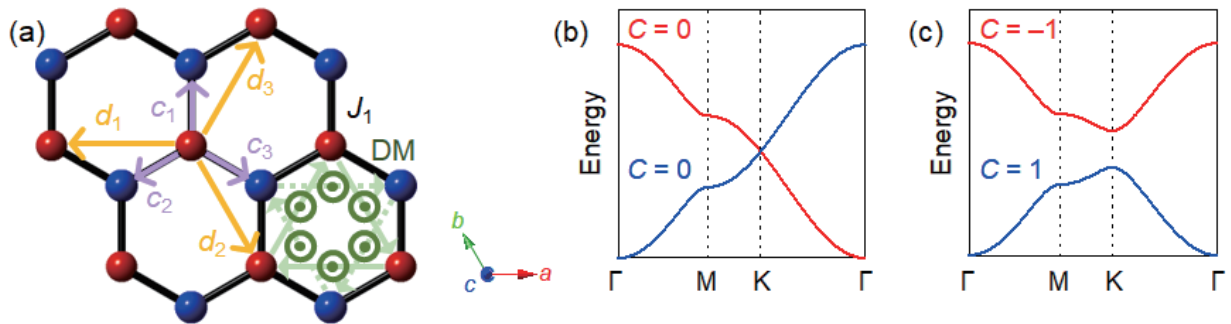 (a)
d₃
c₁
J₁
d₁
c₃
DM
c₂
d₂
b
c
a
(b)
C = 0
C = 0
Energy
Γ M K Γ
(c)
C = –1
C = 1
Energy
Γ M K Γ